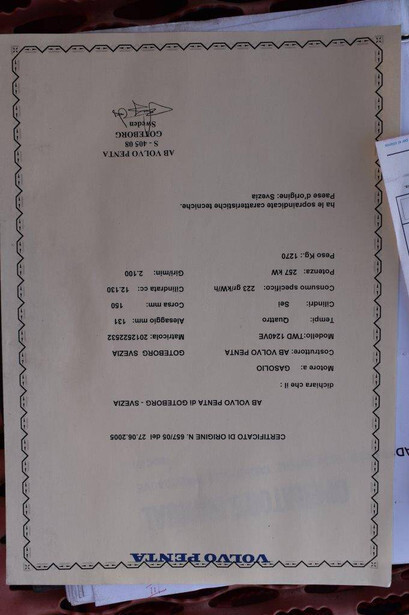 VOLVO PENTA
CERTIFICATO DI ORIGINE N. 657/05 del 27.06.2005
AB VOLVO PENTA di GOTEBORG - SVEZIA
dichiara che il :
Motore a: GASOLIO
Costruttore: AB VOLVO PENTA GOTEBORG SVEZIA
Modello: TWD 1240VE Matricola: 2012522532
Tempi: Quattro Alesaggio mm: 131
Cilindri: Sei Corsa mm: 150
Consumo specifico: 223 gr/kW/h Cilindrata cc: 12.130
Potenza: 257 kW Giri/min: 2.100
Peso Kg.: 1270
ha le sopraindicate caratteristiche tecniche.
Paese d'origine: Svezia
AB VOLVO PENTA
S - 405 08
GOTEBORG
Sweden